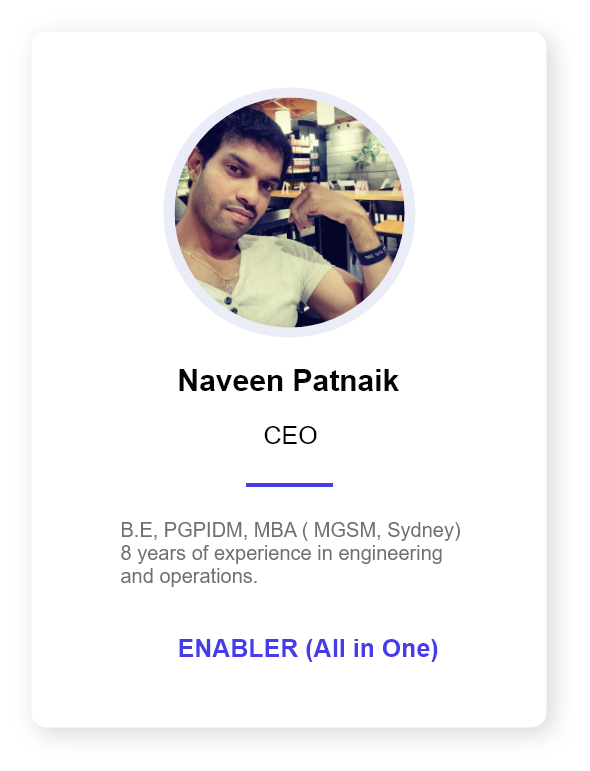 Naveen Patnaik
CEO
B.E, PGPIDM, MBA ( MGSM, Sydney)
8 years of experience in engineering
and operations.
ENABLER (All in One)